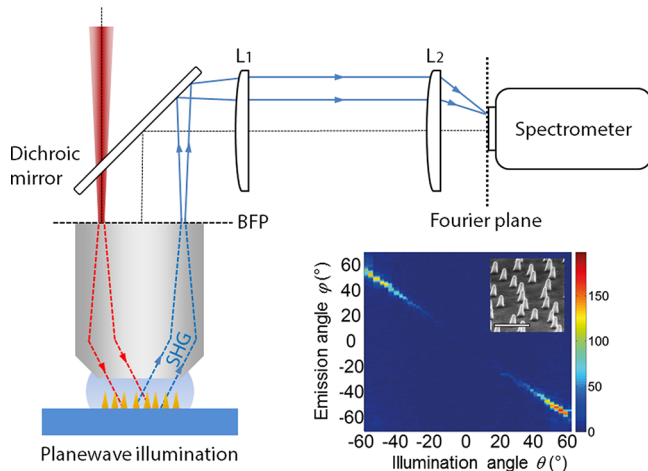 L1
L2
Dichroic
mirror
Spectrometer
BFP
Fourier plane
SHG
Planewave illumination
Emission angle φ(°)
60
40
20
0
-20
-40
-60
-60 -40 -20 0 20 40 60
Illumination angle θ(°)
150
100
50
0